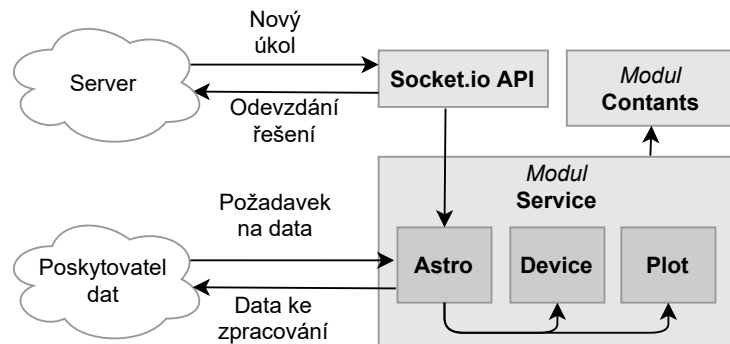 Nový
úkol
Server
Socket.io API
Odevzdání
řešení
Modul
Contants
Modul
Service
Požadavek
na data
Poskytovatel
dat
Astro
Device
Plot
Data ke
zpracování